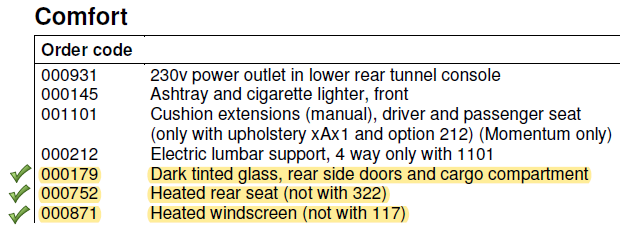 Comfort
Order code
000931 230v power outlet in lower rear tunnel console
000145 Ashtray and cigarette lighter, front
001101 Cushion extensions (manual), driver and passenger seat
(only with upholstery xAx1 and option 212) (Momentum only)
000212 Electric lumbar support, 4 way only with 1101
000179 Dark tinted glass, rear side doors and cargo compartment
000752 Heated rear seat (not with 322)
000871 Heated windscreen (not with 117)